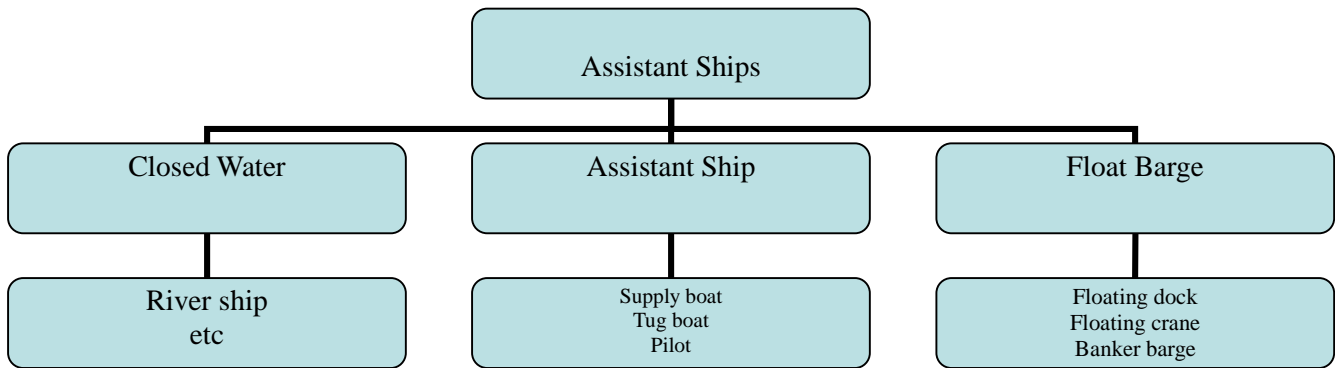 Assistant Ships
Closed Water
Assistant Ship
Float Barge
River ship
etc
Supply boat
Tug boat
Pilot
Floating dock
Floating crane
Banker barge